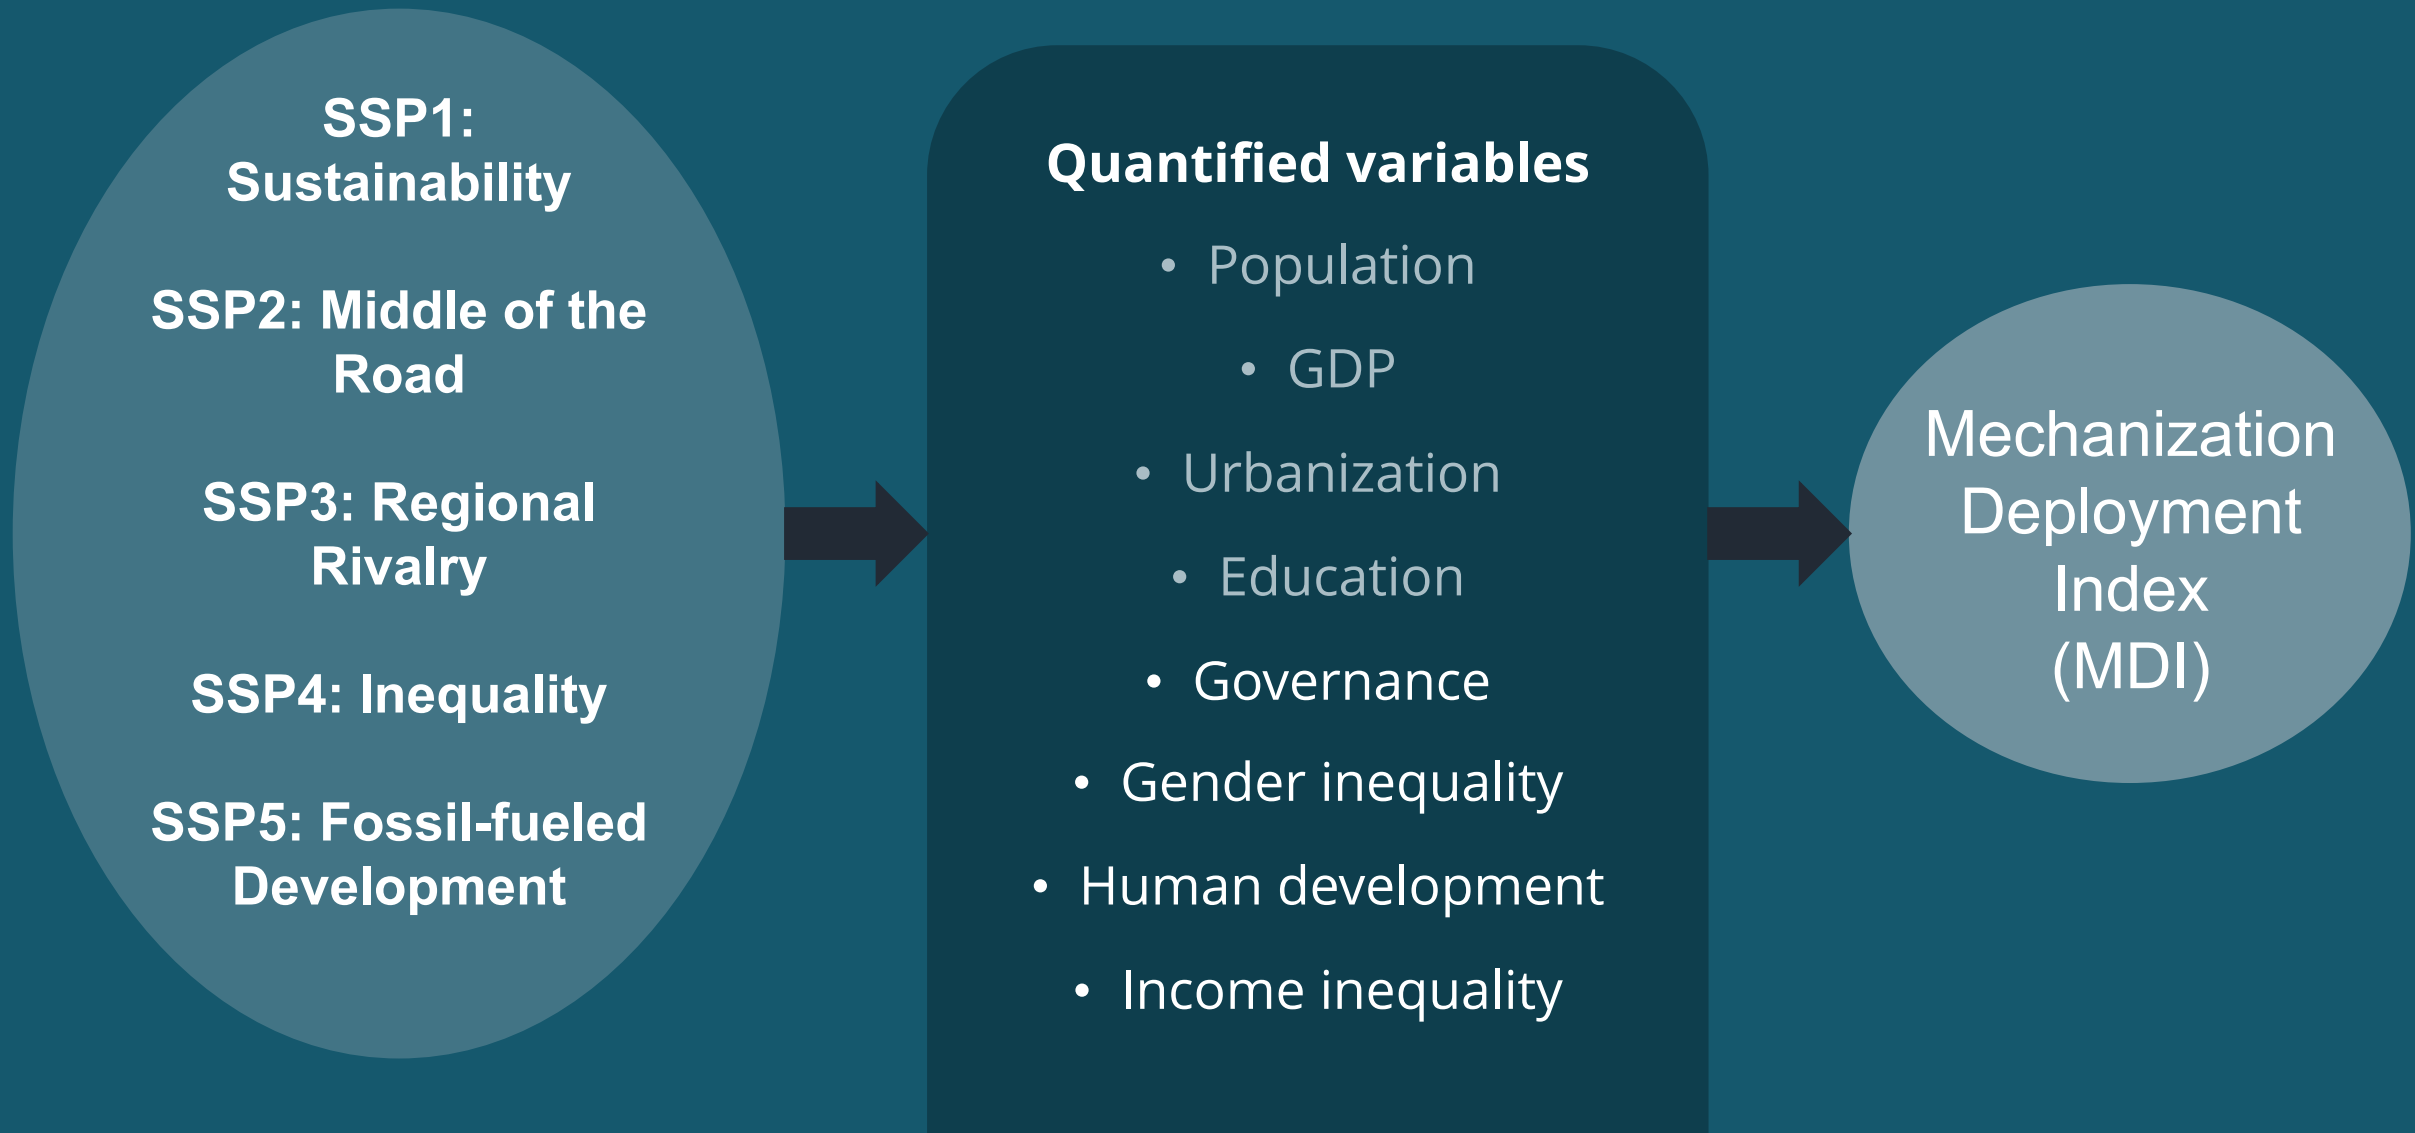 SSP1:
Sustainability
SSP2: Middle of the
Road
SSP3: Regional
Rivalry
SSP4: Inequality
SSP5: Fossil-fueled
Development
Quantified variables
• Population
• GDP
• Urbanization
• Education
• Governance
• Gender inequality
• Human development
• Income inequality
Mechanization
Deployment
Index
(MDI)